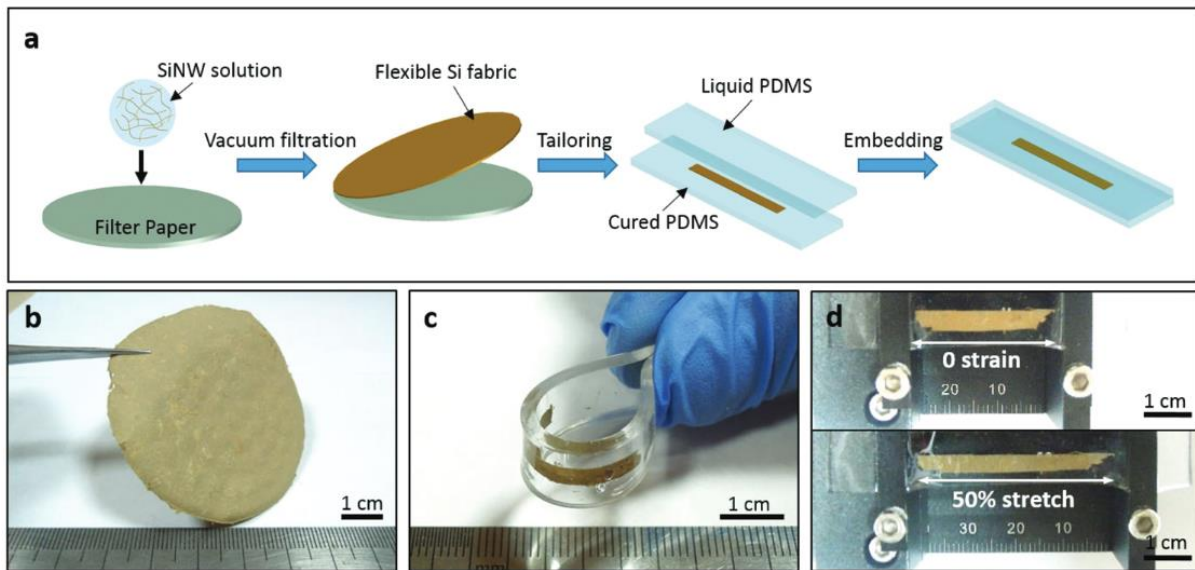 a
SiNW solution
Flexible Si fabric
Liquid PDMS
Vacuum filtration
Tailoring
Embedding
Filter Paper
Cured PDMS
b
1 cm
c
mm
1 cm
d
0 strain
20 10
1 cm
50% stretch
30 20 10
1 cm